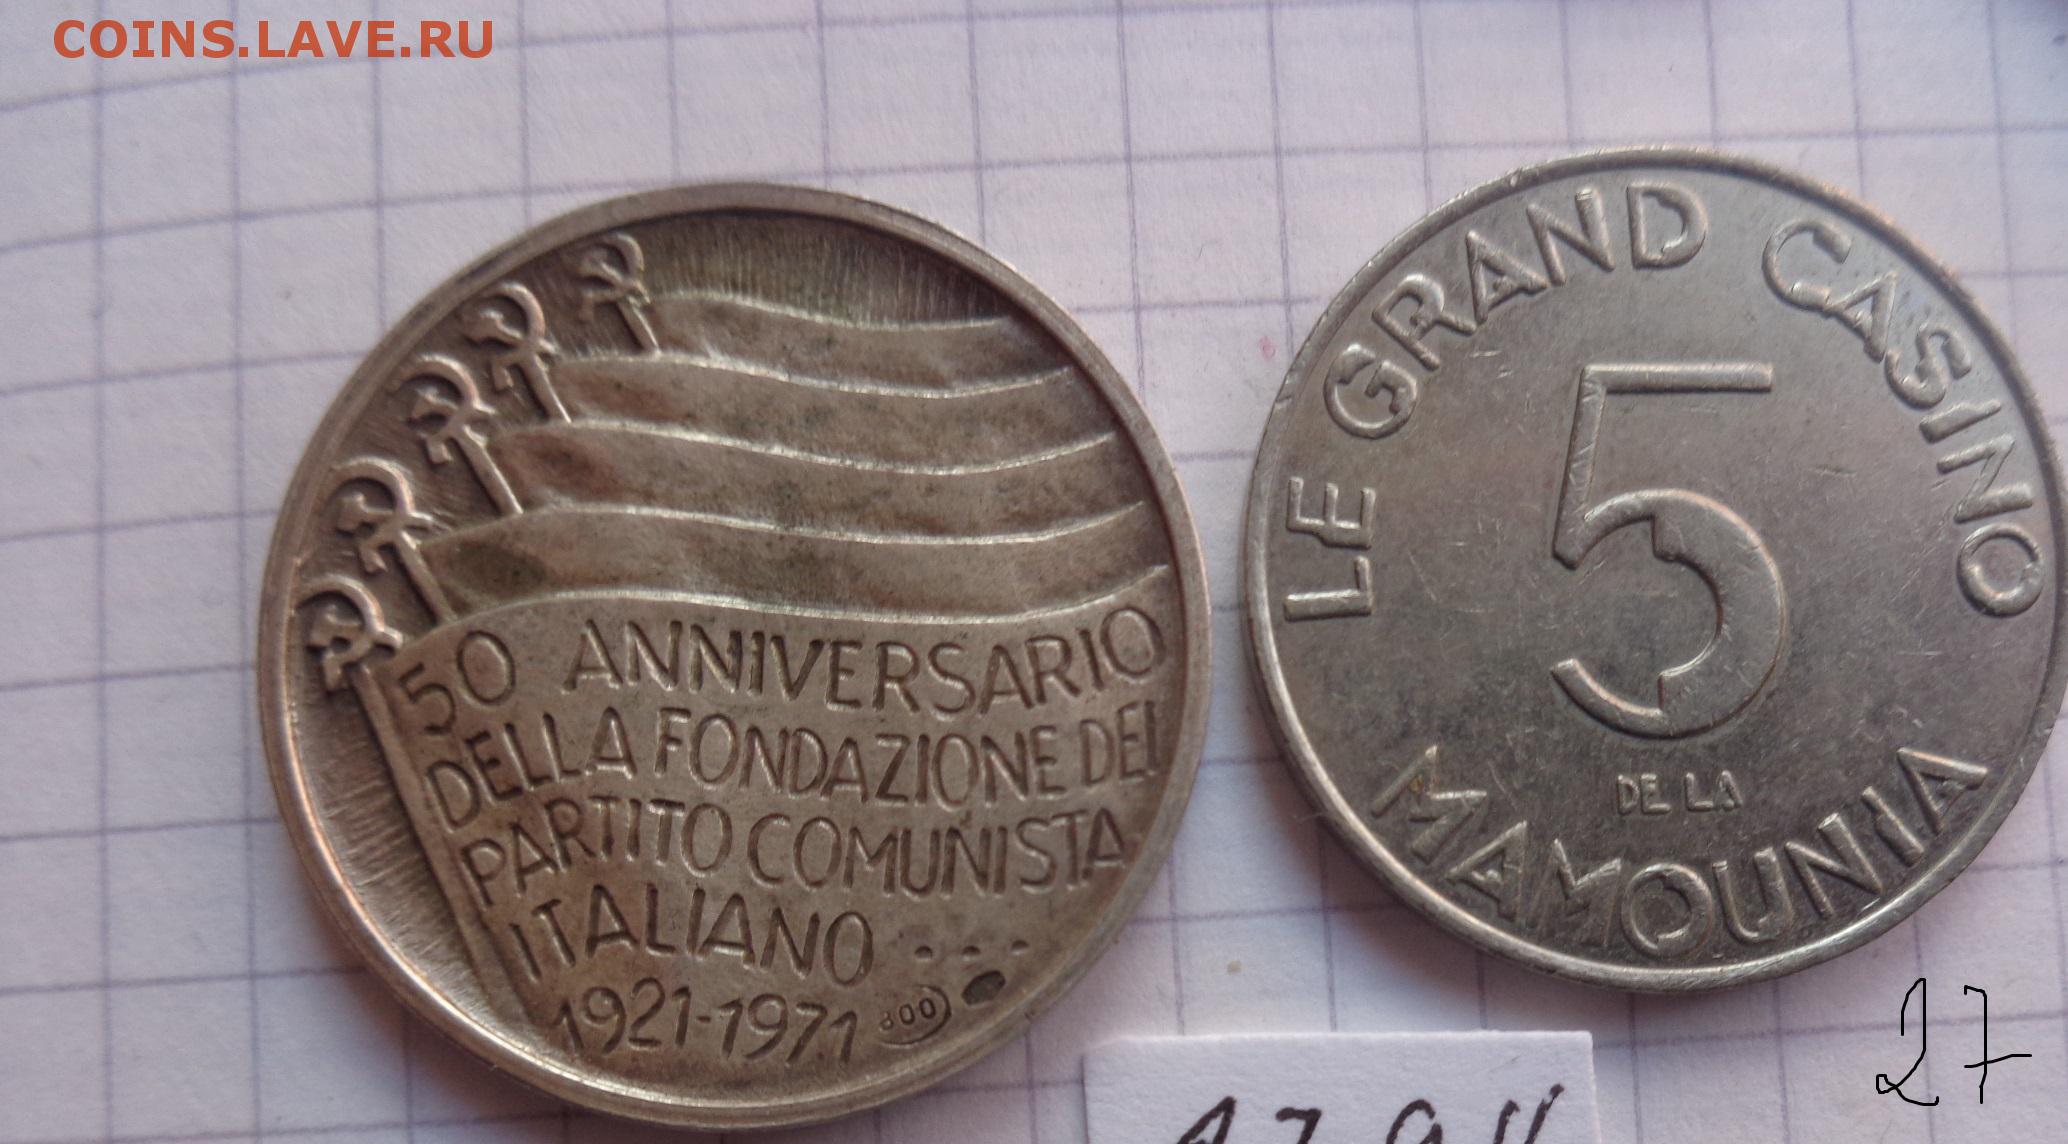 COINS.LAVE.RU
50 ANNIVERSARIO
DELLA FONDAZIONE DEL
PARTITO COMUNISTA
ITALIANO...
1921-1971 800
LE GRAND CASINO
5
DE LA
MAMOUNIA
27